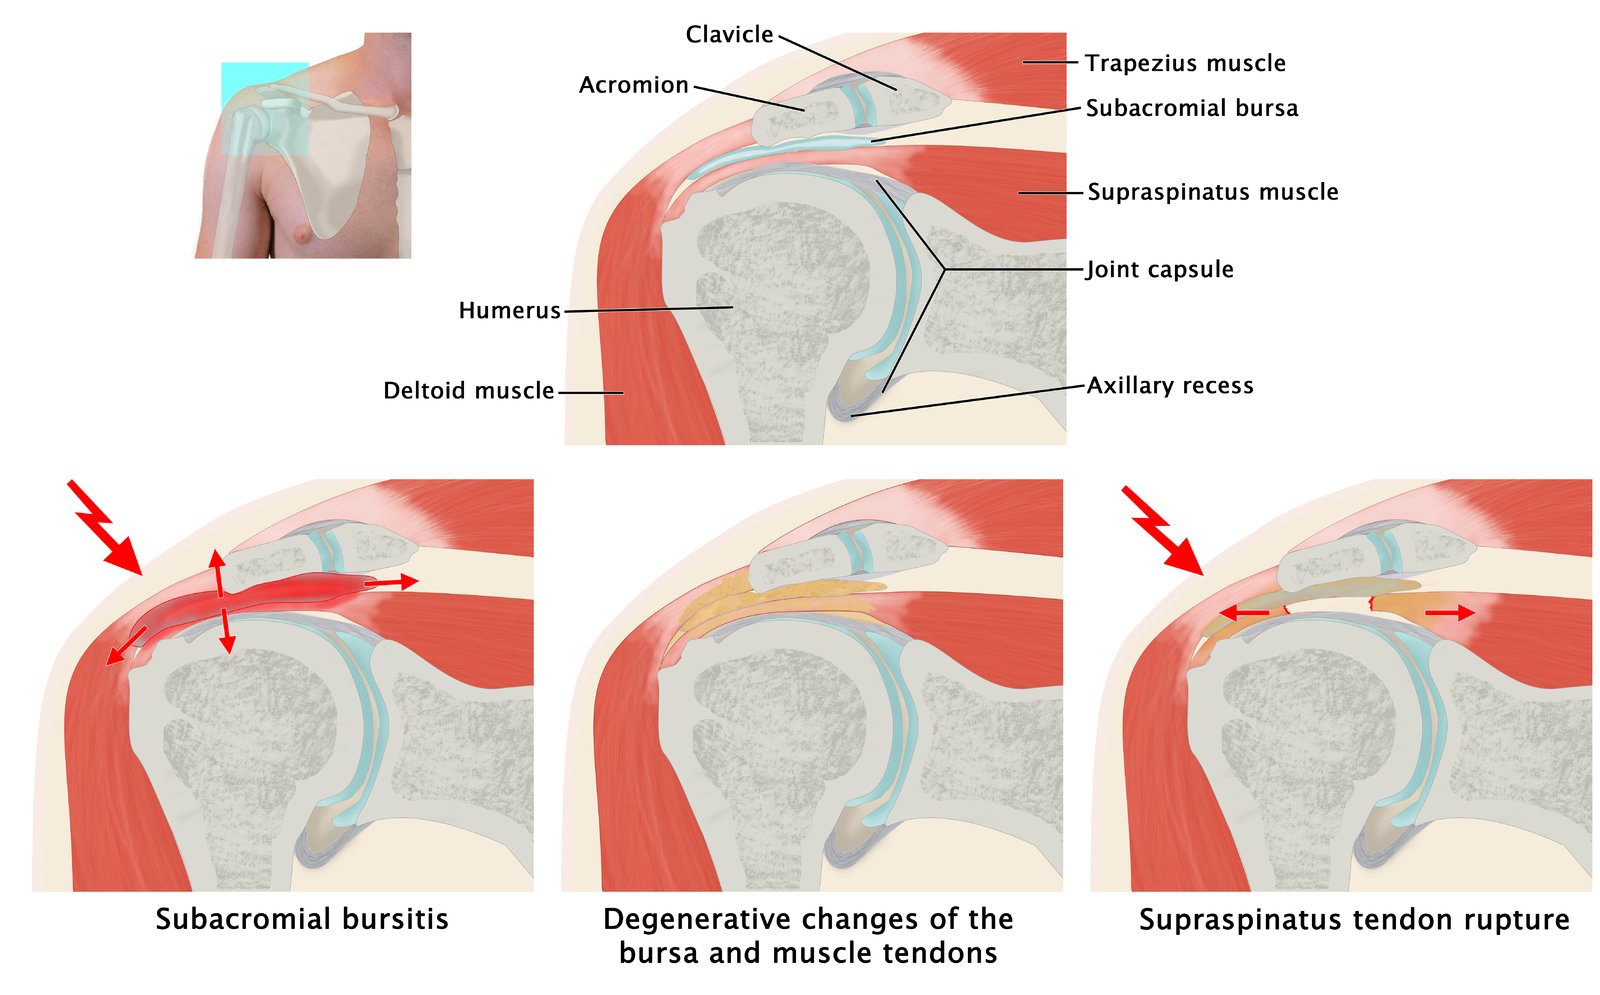 Clavicle
Acromion
Trapezius muscle
Subacromial bursa
Supraspinatus muscle
Joint capsule
Humerus
Deltoid muscle
Axillary recess
Subacromial bursitis
Degenerative changes of the
bursa and muscle tendons
Supraspinatus tendon rupture